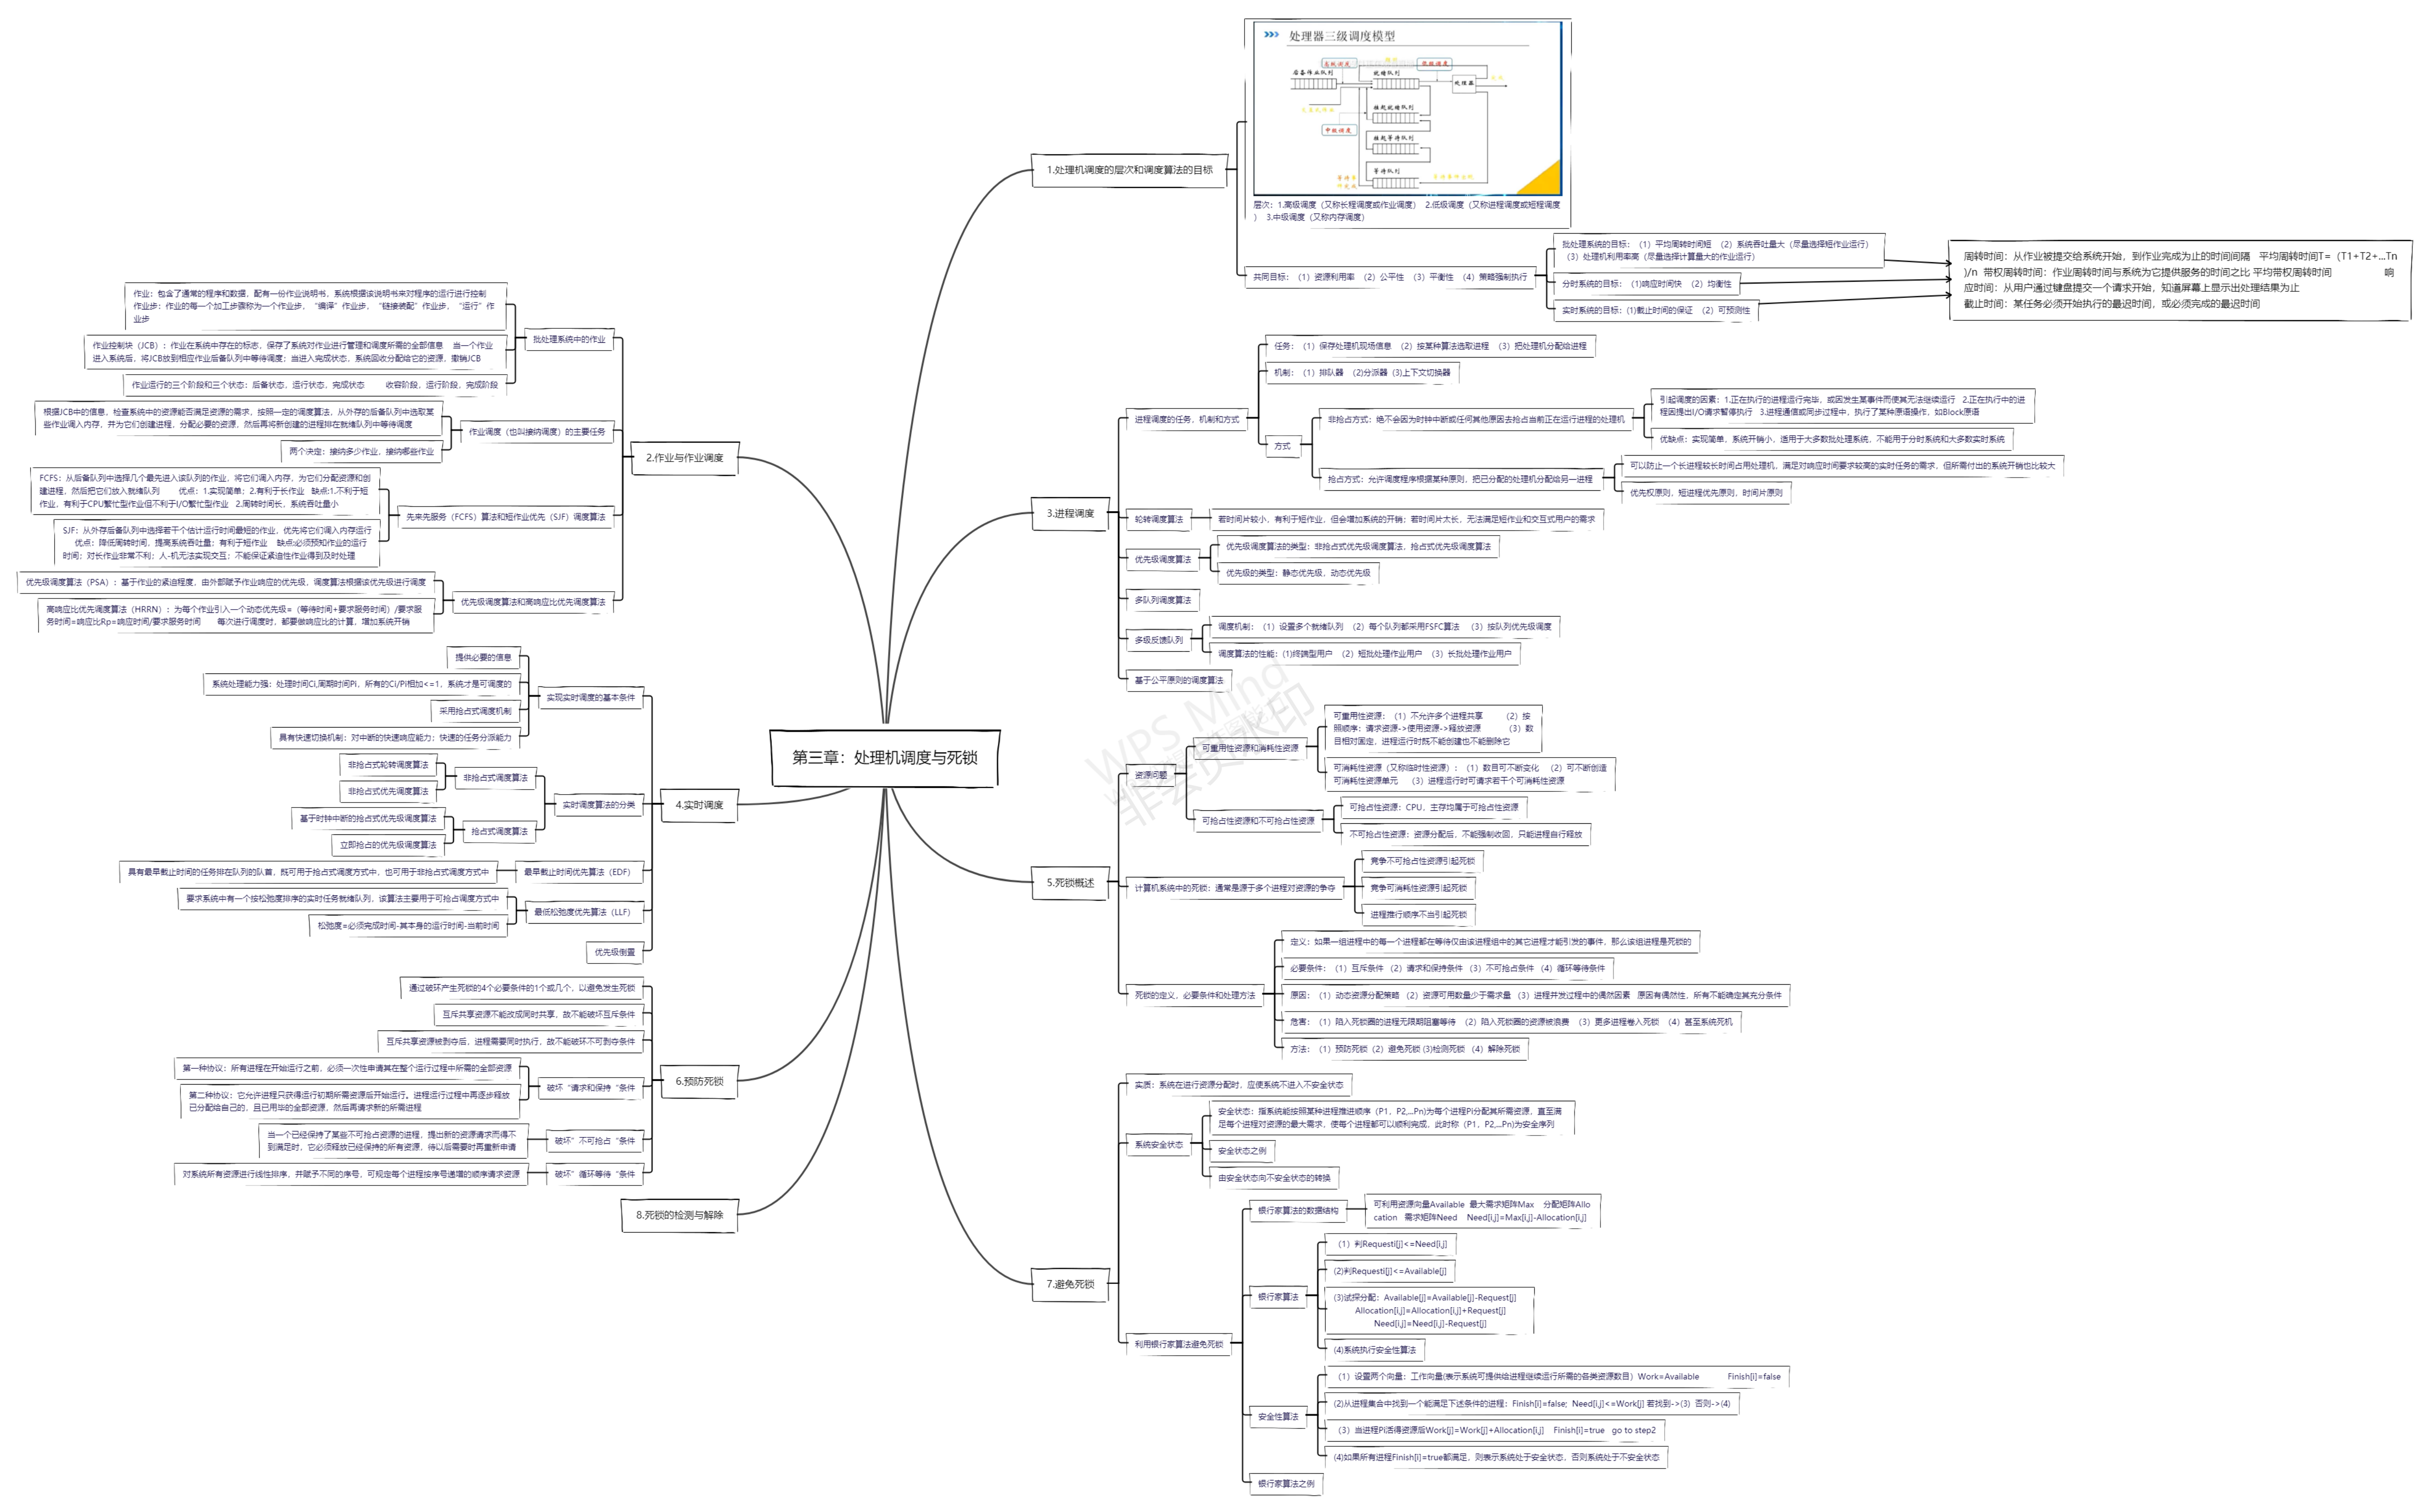 第三章：处理机调度与死锁
1.处理机调度的层次和调度算法的目标
处理器三级调度模型
高级调度
低级调度
后备作业队列
就绪队列
处理器
挂起就绪队列
中级调度
挂起等待队列
等待队列
层次：1.高级调度（又称长程调度或作业调度） 2.低级调度（又称进程调度或短程调度
） 3.中级调度（又称内存调度）
共同目标：（1）资源利用率 （2）公平性 （3）平衡性 （4）策略强制执行
批处理系统的目标：（1）平均周转时间短 （2）系统吞吐量大（尽量选择短作业运行）
（3）处理机利用率高（尽量选择计算量大的作业运行）
分时系统的目标：（1)响应时间快 （2）均衡性
实时系统的目标：(1)截止时间的保证 （2）可预测性
周转时间：从作业被提交给系统开始，到作业完成为止的时间间隔 平均周转时间T=（T1+T2+...Tn
)/n 带权周转时间：作业周转时间与系统为它提供服务的时间之比 平均带权周转时间 响
应时间：从用户通过键盘提交一个请求开始，知道屏幕上显示出处理结果为止
截止时间：某任务必须开始执行的最迟时间，或必须完成的最迟时间
2.作业与作业调度
批处理系统中的作业
作业：包含了通常的程序和数据，配有一份作业说明书，系统根据该说明书来对程序的运行进行控制
作业步：作业的每一个加工步骤称为一个作业步，“编译”作业步，“链接装配”作业步，“运行”作
业步
作业控制块（JCB）：作业在系统中存在的标志，保存了系统对作业进行管理和调度所需的全部信息 当一个作业
进入系统后，将JCB放到相应作业后备队列中等待调度；当进入完成状态，系统回收分配给它的资源，撤销JCB
作业运行的三个阶段和三个状态：后备状态，运行状态，完成状态 收容阶段，运行阶段，完成阶段
作业调度（也叫接纳调度）的主要任务
根据JCB中的信息，检查系统中的资源能否满足资源的需求，按照一定的调度算法，从外存的后备队列中选取某
些作业调入内存，并为它们创建进程，分配必要的资源，然后再将新创建的进程排在就绪队列中等待调度
两个决定：接纳多少作业，接纳哪些作业
先来先服务（FCFS）算法和短作业优先（SJF）调度算法
FCFS：从后备队列中选择几个最先进入该队列的作业，将它们调入内存，为它们分配资源和创
建进程，然后把它们放入就绪队列 优点：1.实现简单；2.有利于长作业 缺点:1.不利于短
作业，有利于CPU繁忙型作业但不利于I/O繁忙型作业 2.周转时间长，系统吞吐量小
SJF：从外存后备队列中选择若干个估计运行时间最短的作业，优先将它们调入内存运行
优点：降低周转时间，提高系统吞吐量；有利于短作业 缺点:必须预知作业的运行
时间；对长作业非常不利；人-机无法实现交互；不能保证紧迫性作业得到及时处理
优先级调度算法和高响应比优先调度算法
优先级调度算法（PSA）：基于作业的紧迫程度，由外部赋予作业响应的优先级，调度算法根据该优先级进行调度
高响应比优先调度算法（HRRN）：为每个作业引入一个动态优先级=（等待时间+要求服务时间）/要求服
务时间=响应比Rp=响应时间/要求服务时间 每次进行调度时，都要做响应比的计算，增加系统开销
3.进程调度
进程调度的任务，机制和方式
任务：（1）保存处理机现场信息 （2）按某种算法选取进程 （3）把处理机分配给进程
机制：（1）排队器 （2)分派器 (3)上下文切换器
方式
非抢占方式：绝不会因为时钟中断或任何其他原因去抢占当前正在运行进程的处理机
引起调度的因素：1.正在执行的进程运行完毕，或因发生某事件而使其无法继续运行 2.正在执行中的进
程因提出I/O请求暂停执行 3.进程通信或同步过程中，执行了某种原语操作，如Block原语
优缺点：实现简单，系统开销小，适用于大多数批处理系统，不能用于分时系统和大多数实时系统
抢占方式：允许调度程序根据某种原则，把已分配的处理机分配给另一进程
可以防止一个长进程较长时间占用处理机，满足对响应时间要求较高的实时任务的需求，但所需付出的系统开销也比较大
优先权原则，短进程优先原则，时间片原则
轮转调度算法
若时间片较小，有利于短作业，但会增加系统的开销；若时间片太长，无法满足短作业和交互式用户的需求
优先级调度算法
优先级调度算法的类型：非抢占式优先级调度算法，抢占式优先级调度算法
优先级的类型：静态优先级，动态优先级
多队列调度算法
多级反馈队列
调度机制：（1）设置多个就绪队列 （2）每个队列都采用FSFC算法 （3）按队列优先级调度
调度算法的性能：(1)终端型用户 （2）短批处理作业用户 （3）长批处理作业用户
基于公平原则的调度算法
4.实时调度
实现实时调度的基本条件
提供必要的信息
系统处理能力强：处理时间Ci,周期时间Pi，所有的Ci/Pi相加<=1，系统才是可调度的
采用抢占式调度机制
具有快速切换机制：对中断的快速响应能力；快速的任务分派能力
实时调度算法的分类
非抢占式调度算法
非抢占式轮转调度算法
非抢占式优先调度算法
抢占式调度算法
基于时钟中断的抢占式优先级调度算法
立即抢占的优先级调度算法
最早截止时间优先算法（EDF）
具有最早截止时间的任务排在队列的队首，既可用于抢占式调度方式中，也可用于非抢占式调度方式中
最低松弛度优先算法（LLF）
要求系统中有一个按松弛度排序的实时任务就绪队列，该算法主要用于可抢占调度方式中
松弛度=必须完成时间-其本身的运行时间-当前时间
优先级倒置
5.死锁概述
资源问题
可重用性资源和消耗性资源
可重用性资源：（1）不允许多个进程共享 （2）按
照顺序：请求资源->使用资源->释放资源 （3）数
目相对固定，进程运行时既不能创建也不能删除它
可消耗性资源（又称临时性资源）：（1）数目可不断变化 （2）可不断创造
可消耗性资源单元 （3）进程运行时可请求若干个可消耗性资源
可抢占性资源和不可抢占性资源
可抢占性资源：CPU，主存均属于可抢占性资源
不可抢占性资源：资源分配后，不能强制收回，只能进程自行释放
计算机系统中的死锁：通常是源于多个进程对资源的争夺
竞争不可抢占性资源引起死锁
竞争可消耗性资源引起死锁
进程推行顺序不当引起死锁
死锁的定义，必要条件和处理方法
定义：如果一组进程中的每一个进程都在等待仅由该进程组中的其它进程才能引发的事件，那么该组进程是死锁的
必要条件：（1）互斥条件 （2）请求和保持条件 （3）不可抢占条件 （4）循环等待条件
原因：（1）动态资源分配策略 （2）资源可用数量少于需求量 （3）进程并发过程中的偶然因素 原因有偶然性，所有不能确定其充分条件
危害：（1）陷入死锁圈的进程无限期阻塞等待 （2）陷入死锁圈的资源被浪费 （3）更多进程卷入死锁 （4）甚至系统死机
方法：（1）预防死锁（2）避免死锁 (3)检测死锁 （4）解除死锁
6.预防死锁
通过破坏产生死锁的4个必要条件的1个或几个，以避免发生死锁
互斥共享资源不能改成同时共享，故不能破坏互斥条件
互斥共享资源被剥夺后，进程需要同时执行，故不能破坏不可剥夺条件
破坏“请求和保持“条件
第一种协议：所有进程在开始运行之前，必须一次性申请其在整个运行过程中所需的全部资源
第二种协议：它允许进程只获得运行初期所需资源后开始运行。进程运行过程中再逐步释放
已分配给自己的，且已用毕的全部资源，然后再请求新的所需进程
破坏”不可抢占“条件
当一个已经保持了某些不可抢占资源的进程，提出新的资源请求而得不
到满足时，它必须释放已经保持的所有资源，待以后需要时再重新申请
破坏”循环等待“条件
对系统所有资源进行线性排序，并赋予不同的序号，可规定每个进程按序号递增的顺序请求资源
8.死锁的检测与解除
7.避免死锁
实质：系统在进行资源分配时，应使系统不进入不安全状态
系统安全状态
安全状态：指系统能按照某种进程推进顺序（P1，P2,...Pn)为每个进程Pi分配其所需资源，直至满
足每个进程对资源的最大需求，使每个进程都可以顺利完成，此时称（P1，P2,...Pn)为安全序列
安全状态之例
由安全状态向不安全状态的转换
利用银行家算法避免死锁
银行家算法的数据结构
可利用资源向量Available 最大需求矩阵Max 分配矩阵Allo
cation 需求矩阵Need Need[i,j]=Max[i,j]-Allocation[i,j]
银行家算法
（1）判Requesti[j]<=Need[i,j]
(2)判Requesti[j]<=Available[j]
(3)试探分配：Available[j]=Available[j]-Request[j]
Allocation[i,j]=Allocation[i,j]+Request[j]
Need[i,j]=Need[i,j]-Request[j]
(4)系统执行安全性算法
安全性算法
（1）设置两个向量：工作向量(表示系统可提供给进程继续运行所需的各类资源数目）Work=Available Finish[i]=false
(2)从进程集合中找到一个能满足下述条件的进程：Finish[i]=false; Need[i,j]<=Work[j] 若找到->(3) 否则->(4)
（3）当进程Pi活得资源后Work[j]=Work[j]+Allocation[i,j] Finish[i]=true go to step2
(4)如果所有进程Finish[i]=true都满足，则表示系统处于安全状态，否则系统处于不安全状态
银行家算法之例
WPS Mind